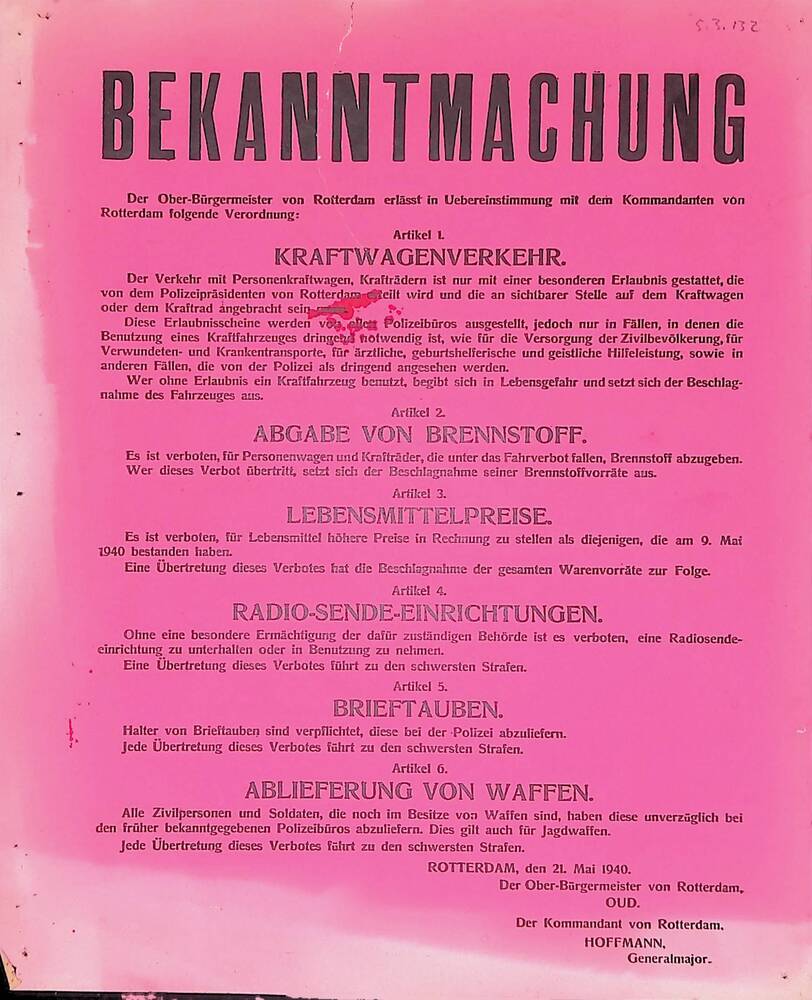 5.3.132
BEKANNTMACHUNG
Der Ober-Bürgermeister von Rotterdam erlässt in Uebereinstimmung mit dem Kommandanten von
Rotterdam folgende Verordnung:
Artikel 1.
KRAFTWAGENVERKEHR.
Der Verkehr mit Personenkraftwagen, Krafträdern ist nur mit einer besonderen Erlaubnis gestattet, die
von dem Polizeipräsidenten von Rotterdam erteilt wird und die an sichtbarer Stelle auf dem Kraftwagen
oder dem Kraftrad angebracht sein
Diese Erlaubnisscheine werden von allen Polizeibüros ausgestellt, jedoch nur in Fällen, in denen die
Benutzung eines Kraftfahrzeuges dringend notwendig ist, wie für die Versorgung der Zivilbevölkerung, für
Verwundeten- und Krankentransporte, für ärztliche, geburtshelferische und geistliche Hilfeleistung, sowie in
anderen Fällen, die von der Polizei als dringend angesehen werden.
Wer ohne Erlaubnis ein Kraftfahrzeug benutzt, begibt sich in Lebensgefahr und setzt sich der Beschlag-
nahme des Fahrzeuges aus.
Artikel 2.
ABGABE VON BRENNSTOFF.
Es ist verboten, für Personenwagen und Krafträder, die unter das Fahrverbot fallen, Brennstoff abzugeben.
Wer dieses Verbot übertritt, setzt sich der Beschlagnahme seiner Brennstoffvorräte aus.
Artikel 3.
LEBENSMITTELPREISE.
Es ist verboten, für Lebensmittel höhere Preise in Rechnung zu stellen als diejenigen, die am 9. Mai
1940 bestanden haben.
Eine Übertretung dieses Verbotes hat die Beschlagnahme der gesamten Warenvorräte zur Folge.
Artikel 4.
RADIO-SENDE-EINRICHTUNGEN.
Ohne eine besondere Ermächtigung der dafür zuständigen Behörde ist es verboten, eine Radiosende-
einrichtung zu unterhalten oder in Benutzung zu nehmen.
Eine Übertretung dieses Verbotes führt zu den schwersten Strafen.
Artikel 5.
BRIEFTAUBEN.
Halter von Brieftauben sind verpflichtet, diese bei der Polizei abzuliefern.
Jede Übertretung dieses Verbotes führt zu den schwersten Strafen.
Artikel 6.
ABLIEFERUNG VON WAFFEN.
Alle Zivilpersonen und Soldaten, die noch im Besitze von Waffen sind, haben diese unverzüglich bei
den früher bekanntgegebenen Polizeibüros abzuliefern. Dies gilt auch für Jagdwaffen.
Jede Übertretung dieses Verbotes führt zu den schwersten Strafen.
ROTTERDAM, den 21. Mai 1940.
Der Ober-Bürgermeister von Rotterdam,
OUD.
Der Kommandant von Rotterdam,
HOFFMANN,
Generalmajor.